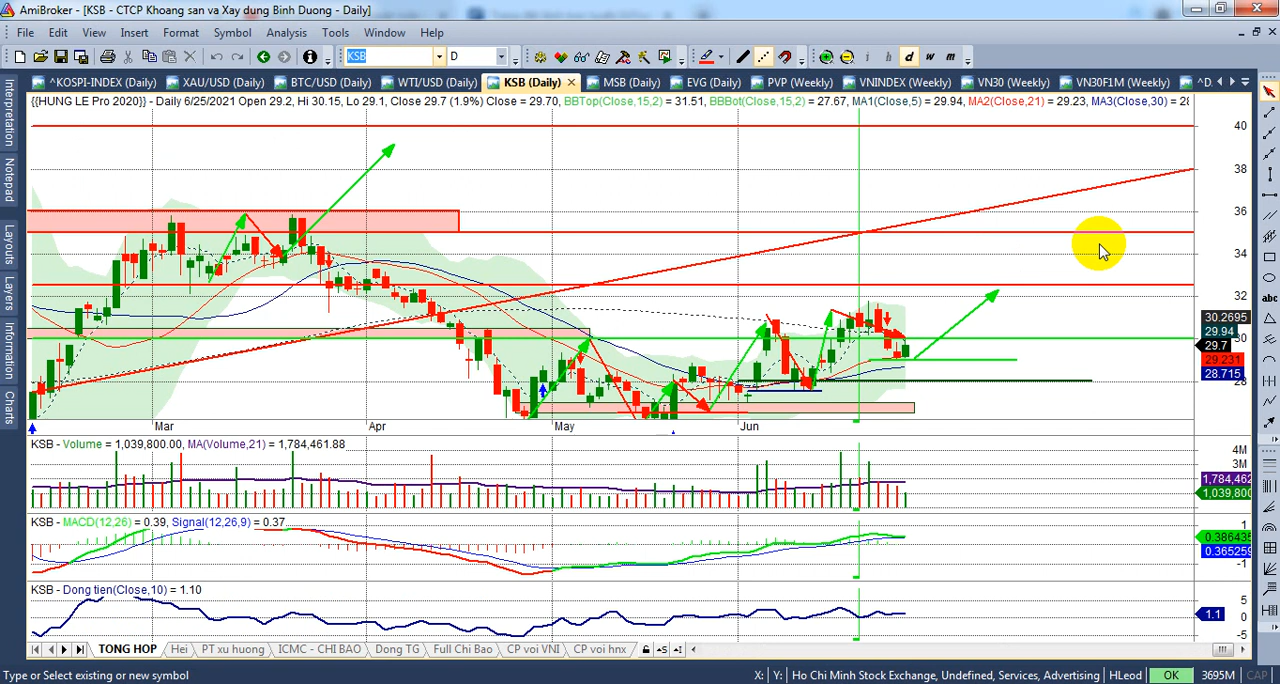 AmiBroker - [KSB - CTCP Khoang san va Xay dung Binh Duong - Daily]
File Edit View Insert Format Symbol Analysis Tools Window Help
KSB D
i d w m
^KOSPI-INDEX (Daily) XAU/USD (Daily) BTC/USD (Daily) WTI/USD (Daily) KSB (Daily) MSB (Daily) EVG (Daily) PVP (Weekly) VNINDEX (Weekly) VN30 (Weekly) VN30F1M (Weekly) ^D
{{HUNG LE Pro 2020}} - Daily 6/25/2021 Open 29.2, Hi 30.15, Lo 29.1, Close 29.7 (1.9%) Close = 29.70, BBTop(Close,15,2) = 31.51, BBBot(Close,15,2) = 27.67, MA1(Close,5) = 29.94, MA2(Close,21) = 29.23, MA3(Close,30) = 28
Interpretation
Notepad
Layouts
Layers
Information
Charts
abc
40
38
36
34
32
30.2695
29.94
30
29.7
29.231
28.715
28
Mar Apr May Jun
KSB - Volume = 1,039,800.00, MA(Volume,21) = 1,784,461.88
4M
3M
1,784,462
1,039,800
KSB - MACD(12,26) = 0.39, Signal(12,26,9) = 0.37
1
0.386435
0.365259
-1
KSB - Dong tien(Close,10) = 1.10
5
1.1
0
-5
TONG HOP Hei PT xu huong ICMC - CHI BAO Dong TG Full Chi Bao CP voi VNI CP voi hnx
Type or Select existing or new symbol X: Y: Ho Chi Minh Stock Exchange, Undefined, Services, Advertising HLeod OK 3695M CAP